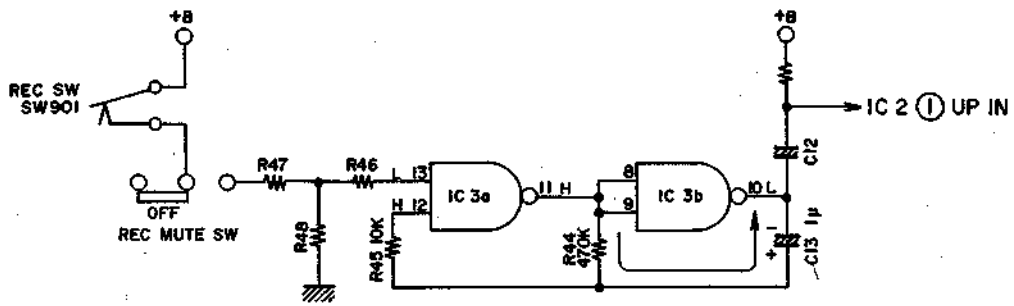 +B
REC SW
SW901
OFF
REC MUTE SW
R47
R48
R46
L 13
H 12
R45 10K
IC 3a
11 H
8
9
R44
470K
IC 3b
10 L
+B
IC 2 ① UP IN
C12
-
+
C13 1μ